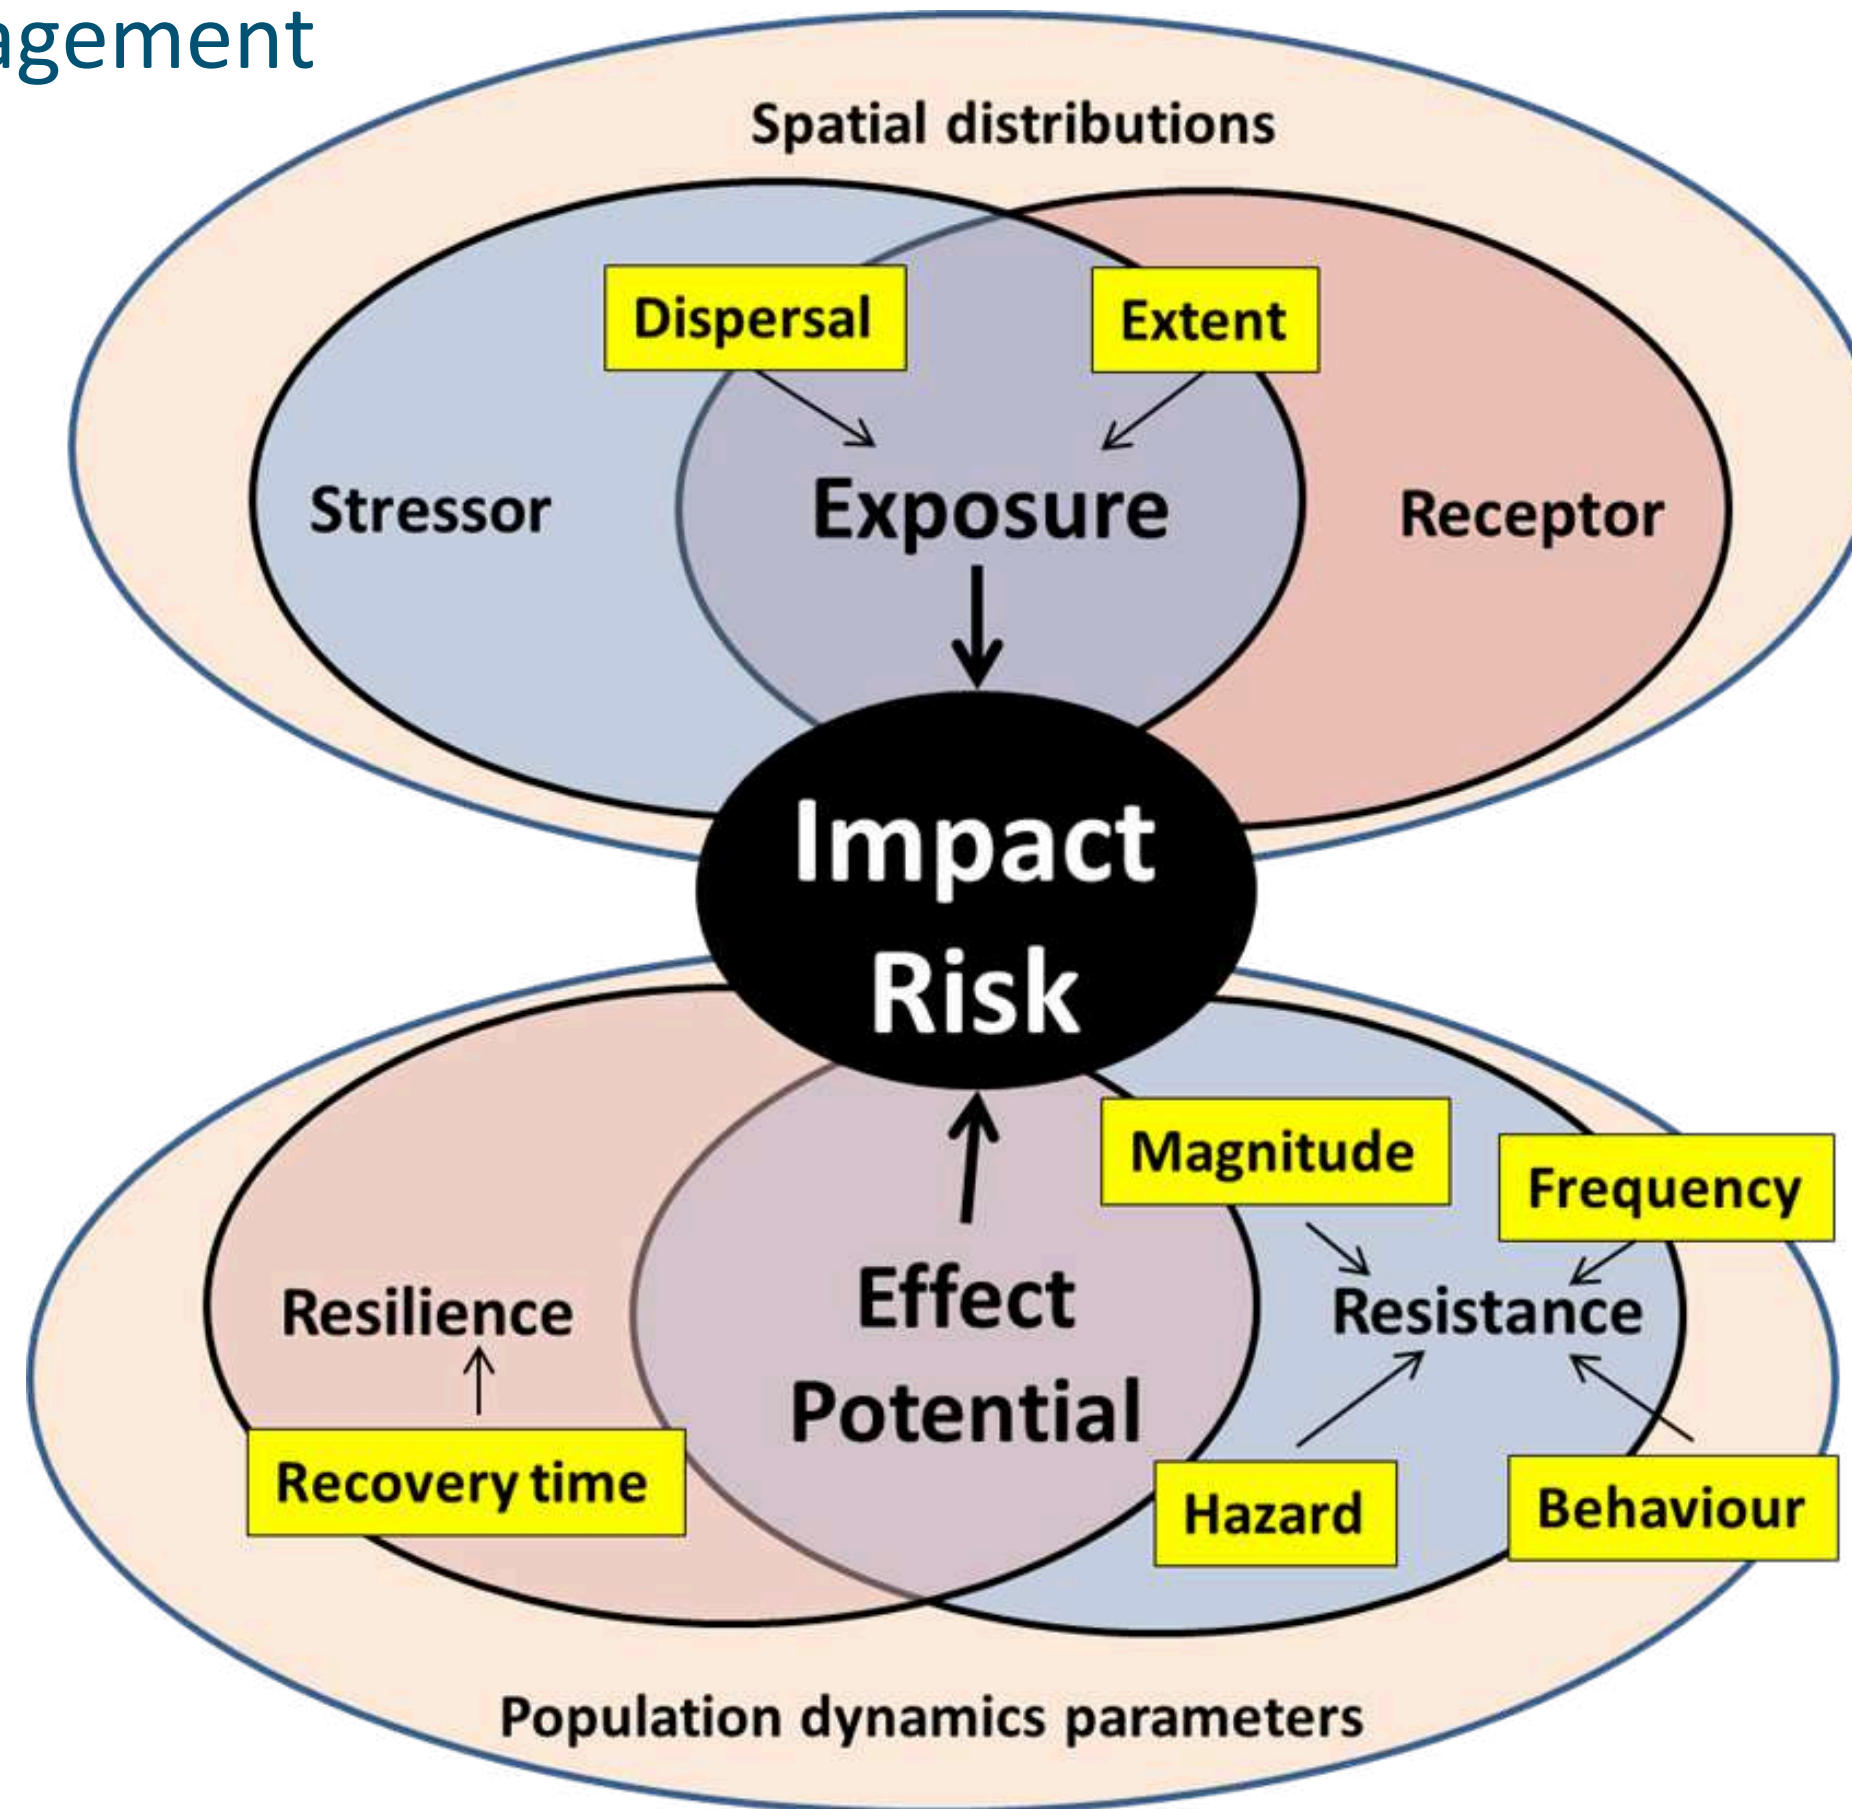 agement
Spatial distributions
Dispersal
Extent
Stressor
Exposure
Receptor
Impact
Risk
Magnitude
Frequency
Effect
Potential
Resilience
Resistance
Recovery time
Hazard
Behaviour
Population dynamics parameters